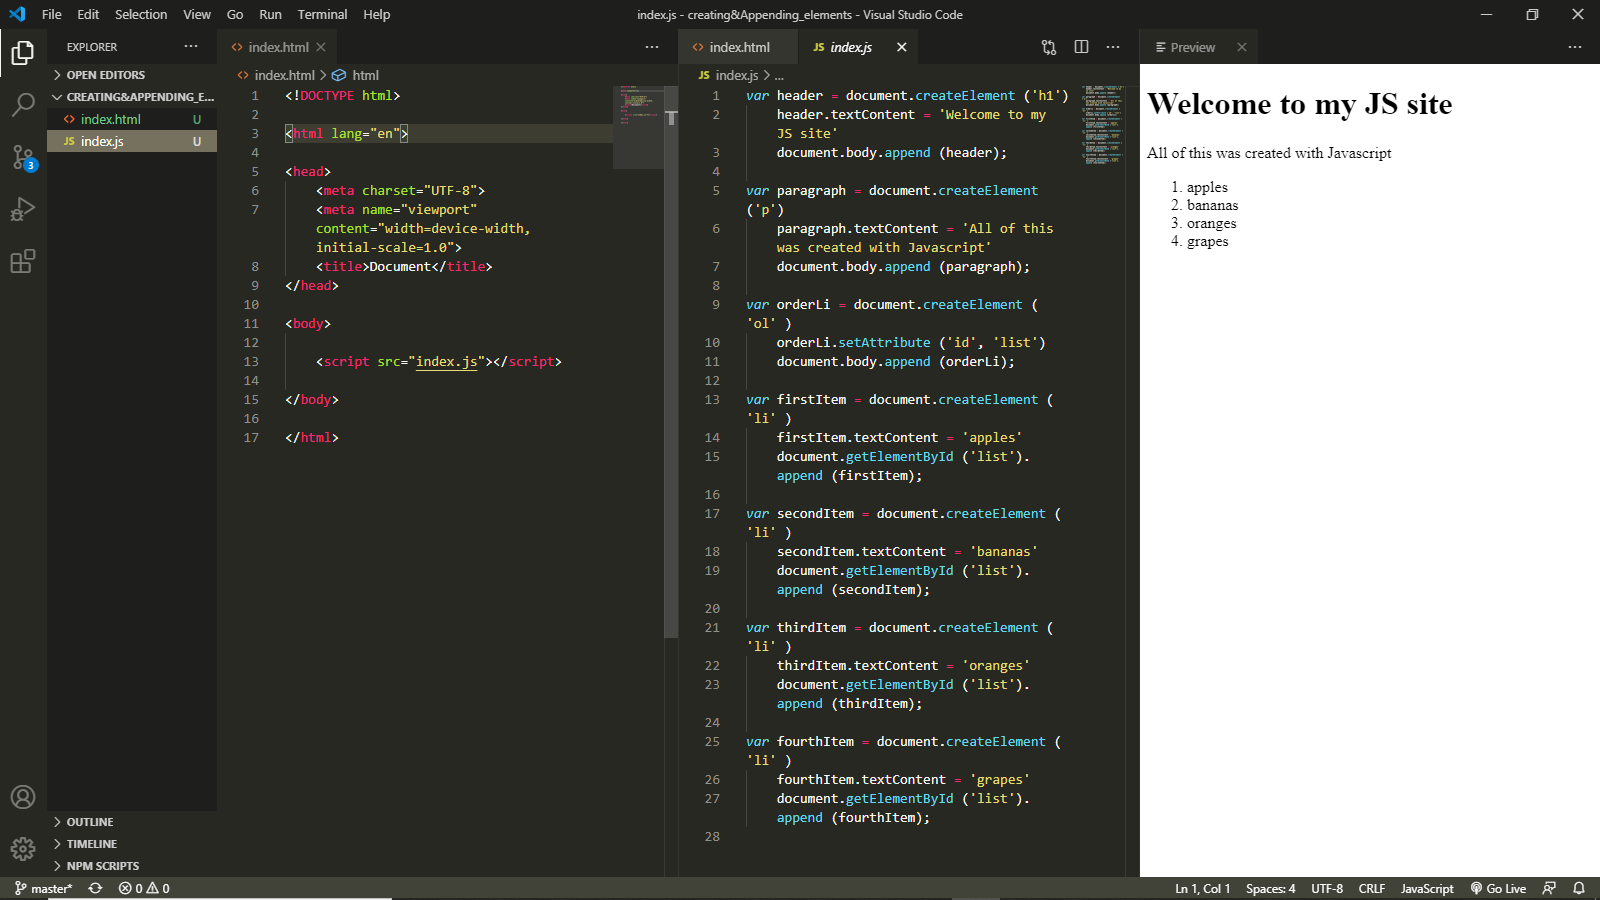 File Edit Selection View Go Run Terminal Help
index.js - creating&Appending_elements - Visual Studio Code
EXPLORER
OPEN EDITORS
CREATING&APPENDING_E...
index.html U
JS index.js U
3
OUTLINE
TIMELINE
NPM SCRIPTS
index.html
index.html > html
1 <!DOCTYPE html>
2
3 <html lang="en">
4
5 <head>
6 <meta charset="UTF-8">
7 <meta name="viewport"
content="width=device-width,
initial-scale=1.0">
8 <title>Document</title>
9 </head>
10
11 <body>
12
13 <script src="index.js"></script>
14
15 </body>
16
17 </html>
index.html JS index.js
JS index.js > ...
1 var header = document.createElement ('h1')
2 header.textContent = 'Welcome to my
JS site'
3 document.body.append (header);
4
5 var paragraph = document.createElement
('p')
6 paragraph.textContent = 'All of this
was created with Javascript'
7 document.body.append (paragraph);
8
9 var orderLi = document.createElement (
'ol' )
10 orderLi.setAttribute ('id', 'list')
11 document.body.append (orderLi);
12
13 var firstItem = document.createElement (
'li' )
14 firstItem.textContent = 'apples'
15 document.getElementById ('list').
append (firstItem);
16
17 var secondItem = document.createElement (
'li' )
18 secondItem.textContent = 'bananas'
19 document.getElementById ('list').
append (secondItem);
20
21 var thirdItem = document.createElement (
'li' )
22 thirdItem.textContent = 'oranges'
23 document.getElementById ('list').
append (thirdItem);
24
25 var fourthItem = document.createElement (
'li' )
26 fourthItem.textContent = 'grapes'
27 document.getElementById ('list').
append (fourthItem);
28
Preview
Welcome to my JS site
All of this was created with Javascript
1. apples
2. bananas
3. oranges
4. grapes
master* 0 0 Ln 1, Col 1 Spaces: 4 UTF-8 CRLF JavaScript Go Live